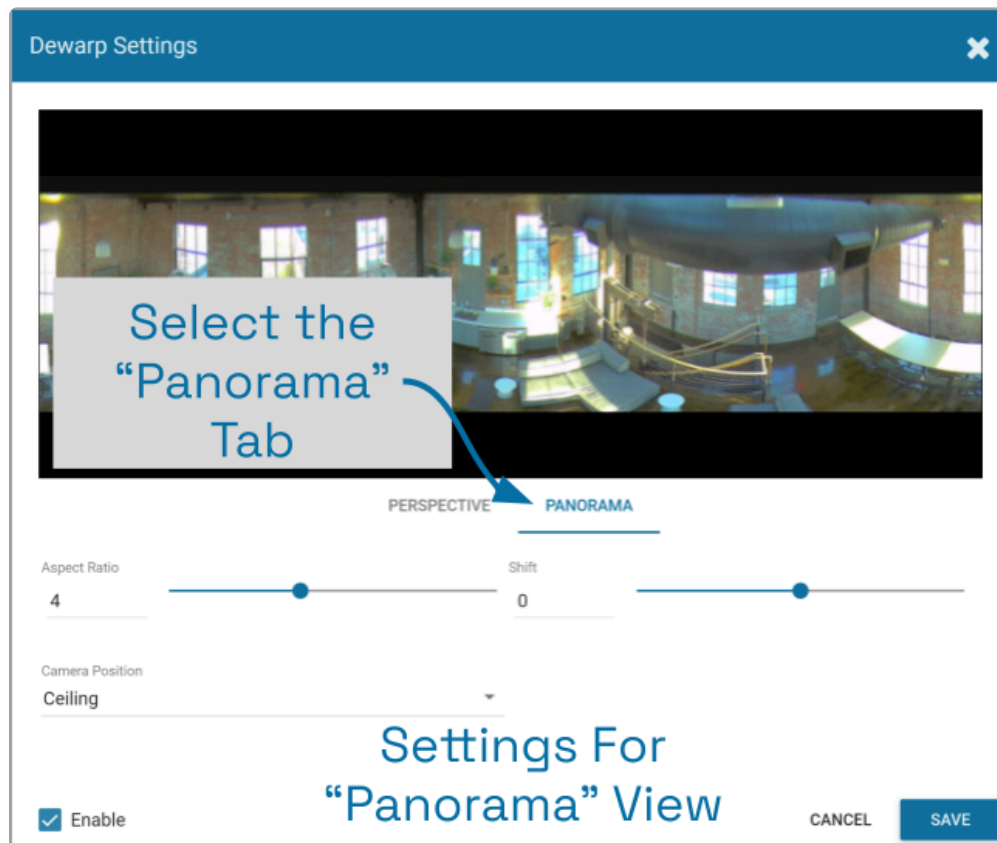 Dewarp Settings
Select the
“Panorama”
Tab
PERSPECTIVE PANORAMA
Aspect Ratio Shift
4 0
Camera Position
Ceiling
Settings For
“Panorama” View
Enable CANCEL SAVE